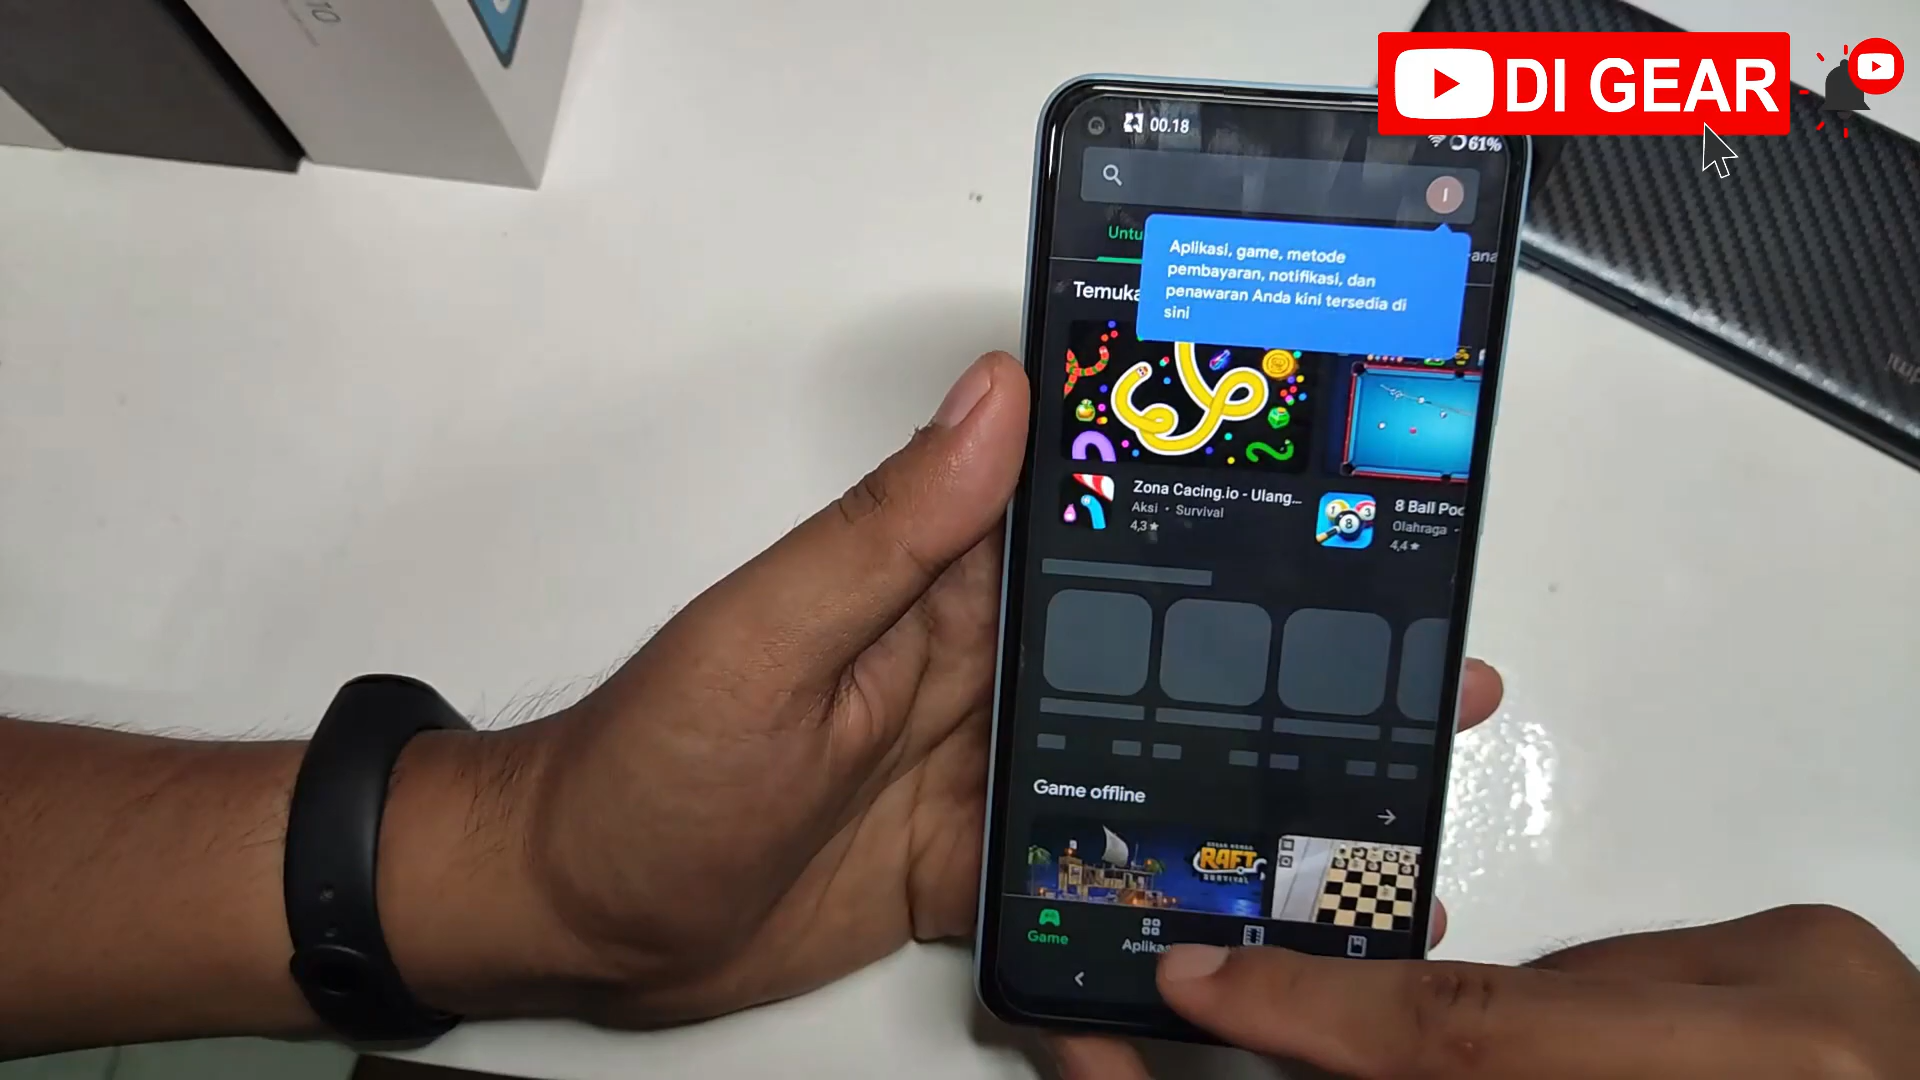 DI GEAR
10
00.18
61%
Untu
Aplikasi, game, metode
pembayaran, notifikasi, dan
penawaran Anda kini tersedia di
sini
Temuka
Zona Cacing.io - Ulang...
Aksi • Survival
4,3★
8 Ball Poo
Olahraga •
4,4★
Game offline
RAFT
SURVIVAL
Game
Aplikas